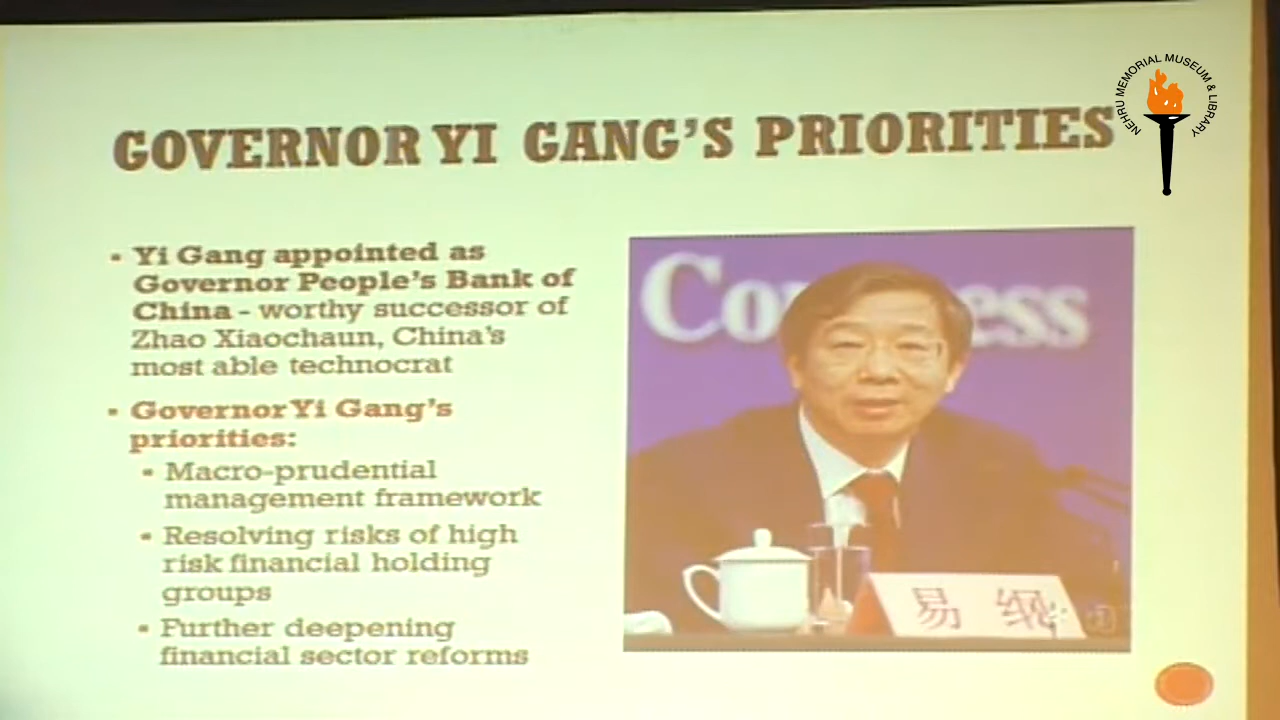 NEHRU MEMORIAL MUSEUM & LIBRARY
GOVERNOR YI GANG'S PRIORITIES
▪ Yi Gang appointed as
Governor People's Bank of
China - worthy successor of
Zhao Xiaochaun, China's
most able technocrat
▪ Governor Yi Gang's
priorities:
▪ Macro-prudential
management framework
▪ Resolving risks of high
risk financial holding
groups
▪ Further deepening
financial sector reforms
Co ess
易 纲